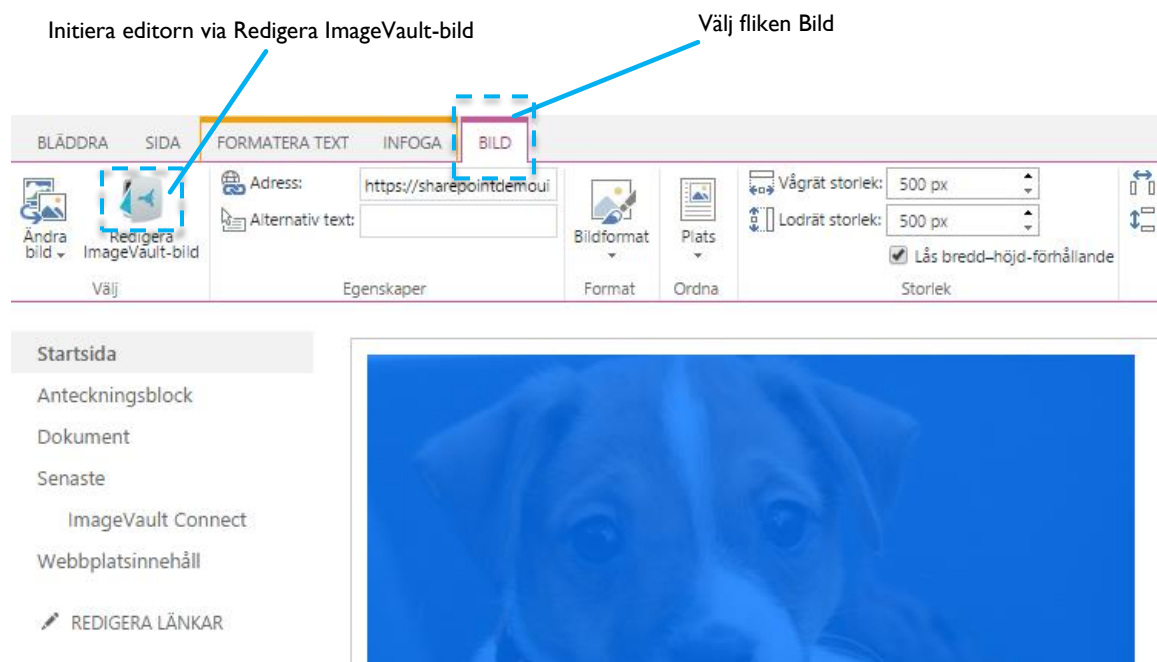 Initiera editorn via Redigera ImageVault-bild
Välj fliken Bild
BLÄDDRA SIDA FORMATERA TEXT INFOGA BILD
Ändra bild
Redigera ImageVault-bild
Välj
Adress: https://sharepointdemoui
Alternativ text:
Egenskaper
Bildformat
Format
Plats
Ordna
Vågrät storlek: 500 px
Lodrät storlek: 500 px
Lås bredd–höjd-förhållande
Storlek
Startsida
Anteckningsblock
Dokument
Senaste
ImageVault Connect
Webbplatsinnehåll
REDIGERA LÄNKAR